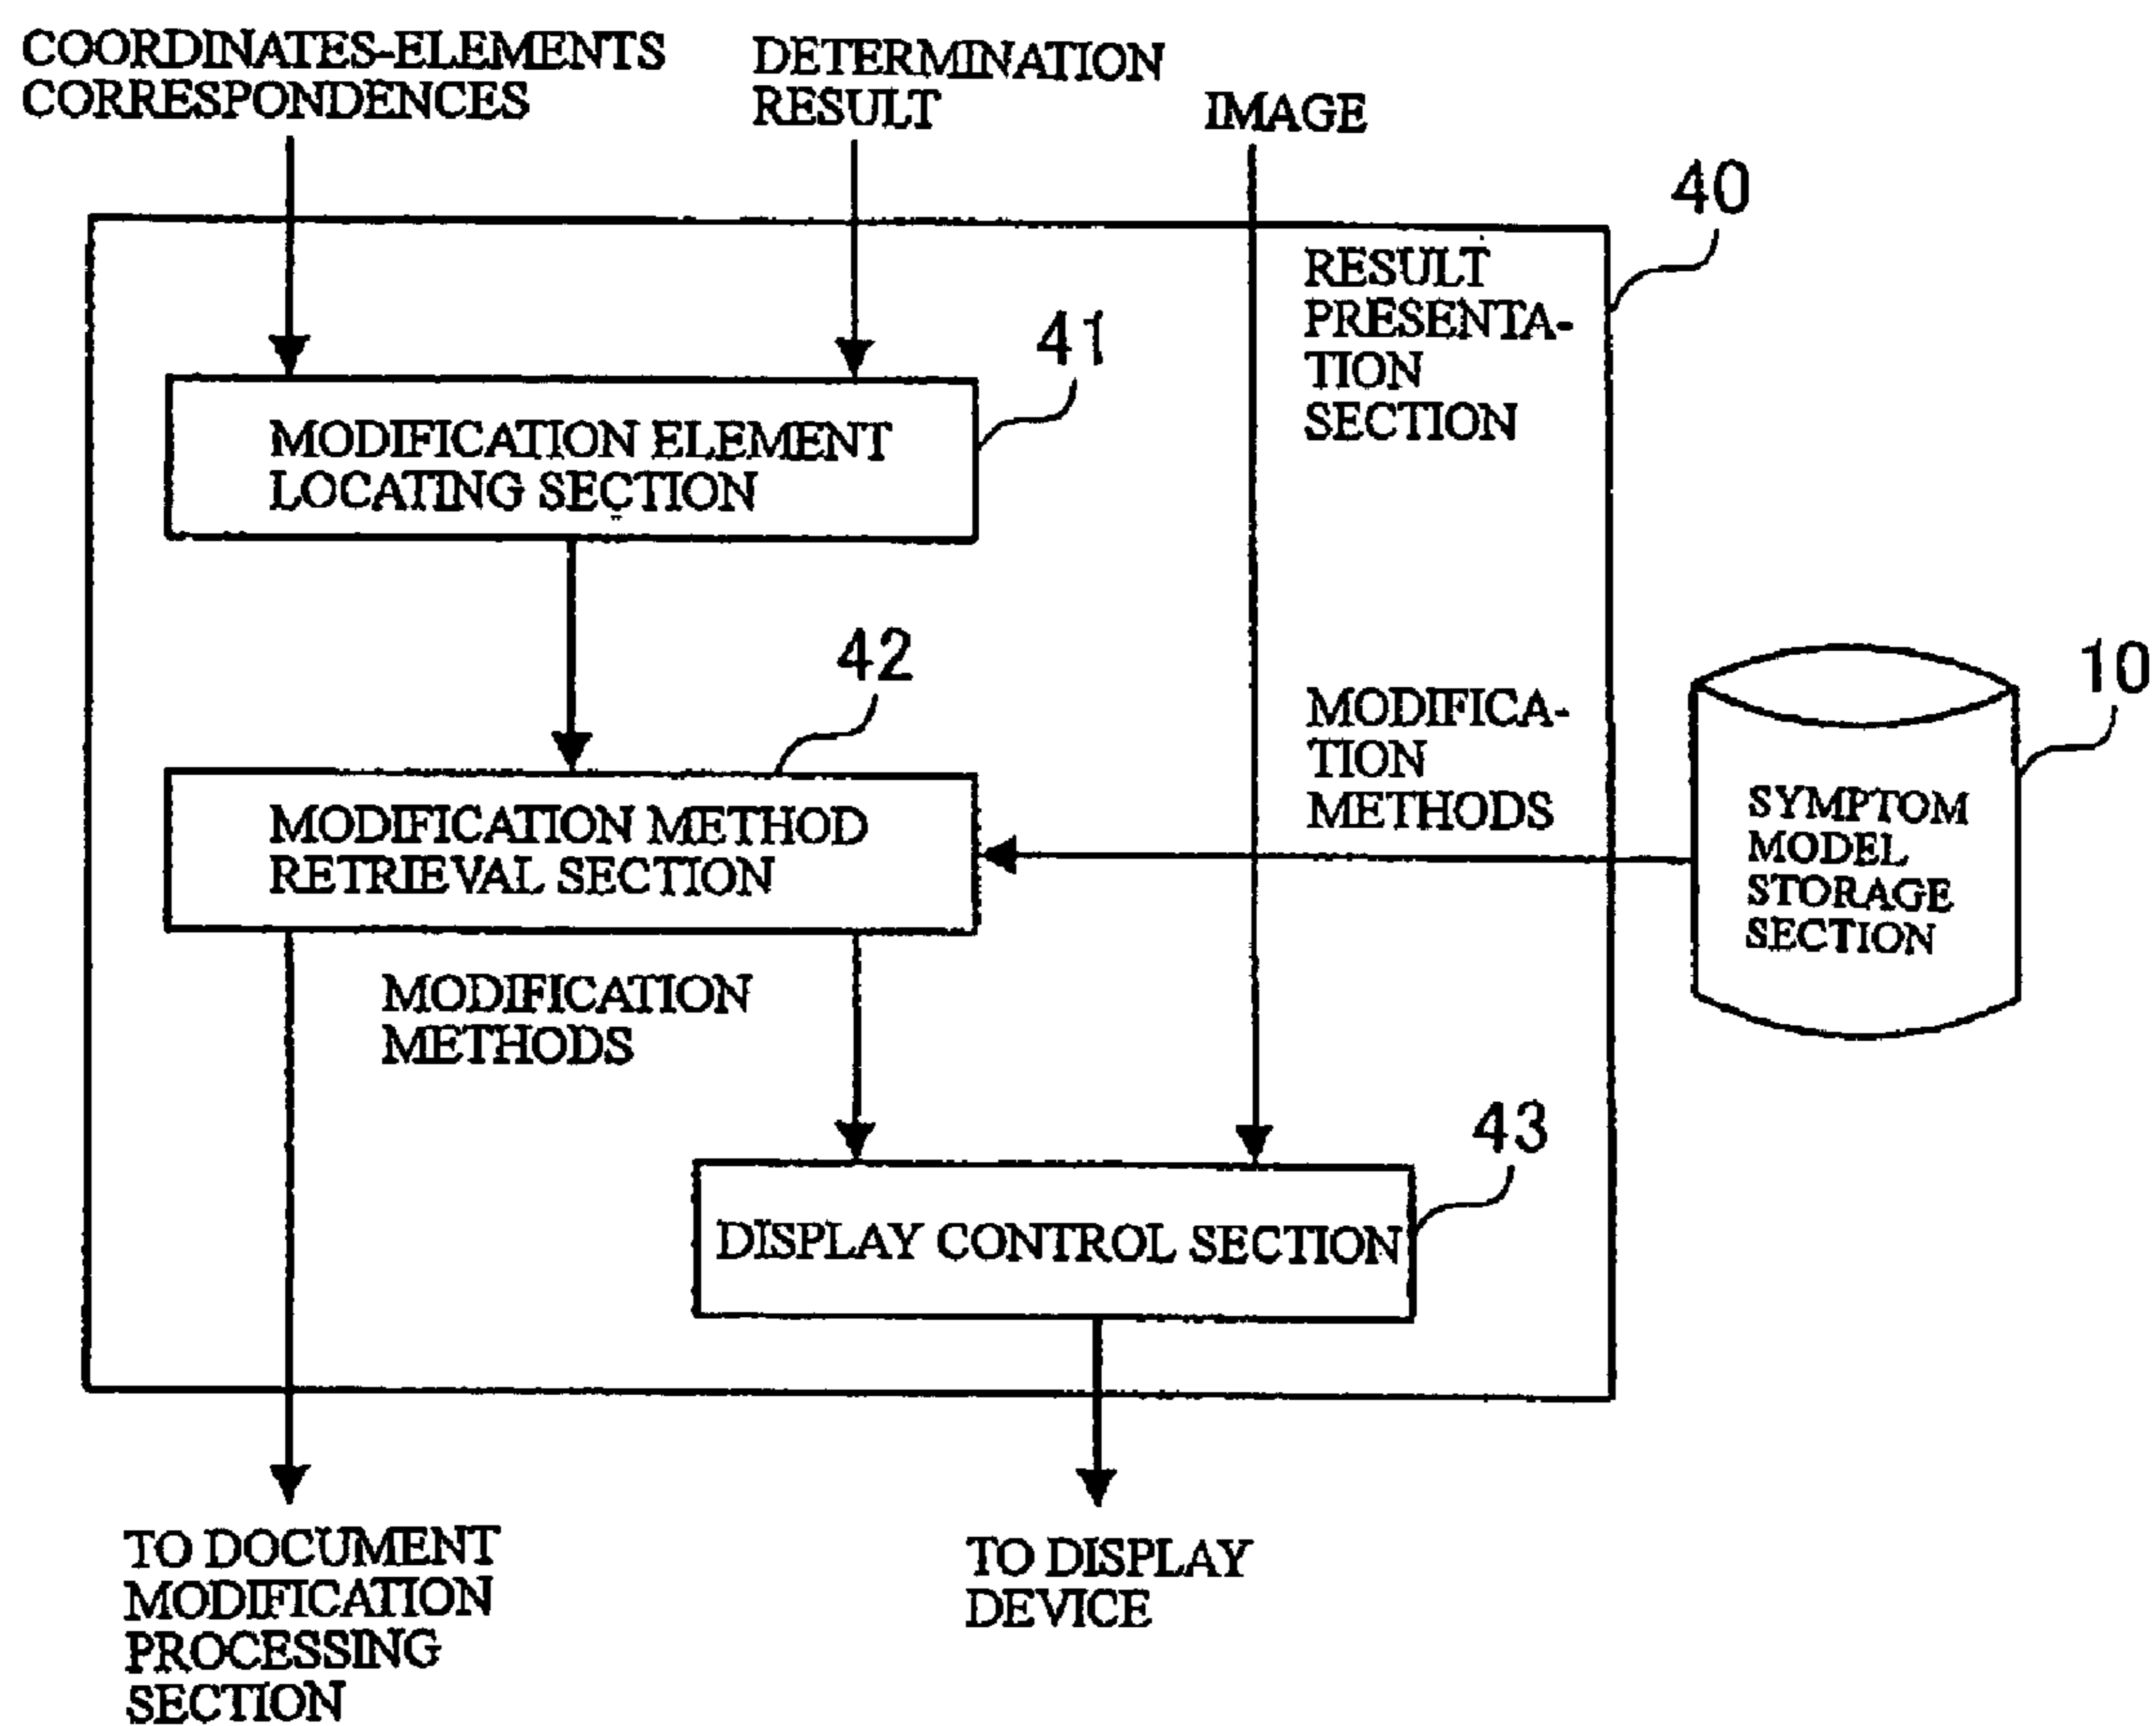 COORDINATES-ELEMENTS
CORRESPONDENCES
DETERMINATION
RESULT
IMAGE
40
RESULT
PRESENTA-
TION
SECTION
41
MODIFICATION ELEMENT
LOCATING SECTION
42
MODIFICATION METHOD
RETRIEVAL SECTION
MODIFICA-
TION
METHODS
10
SYMPTOM
MODEL
STORAGE
SECTION
MODIFICATION
METHODS
43
DISPLAY CONTROL SECTION
TO DOCUMENT
MODIFICATION
PROCESSING
SECTION
TO DISPLAY
DEVICE